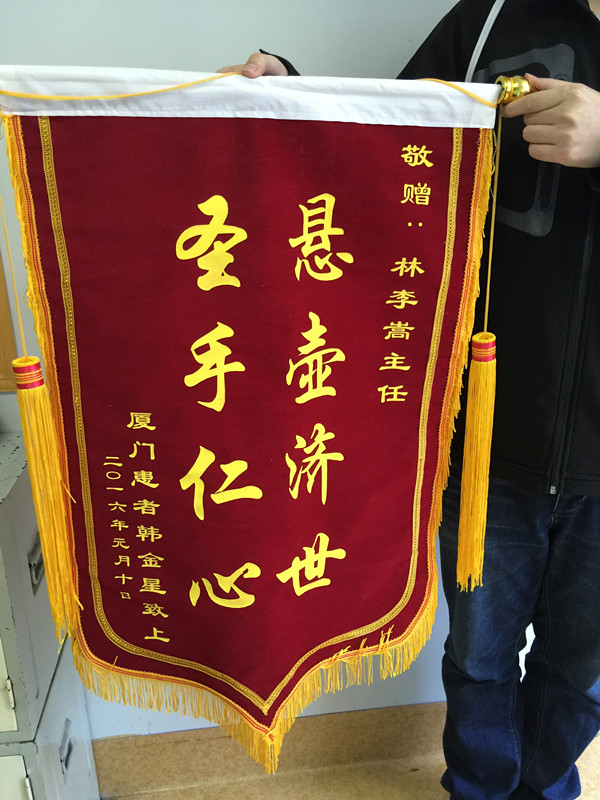 敬赠：林李嵩主任
悬壶济世
圣手仁心
厦门患者韩金星致上
二〇一六年元月十日